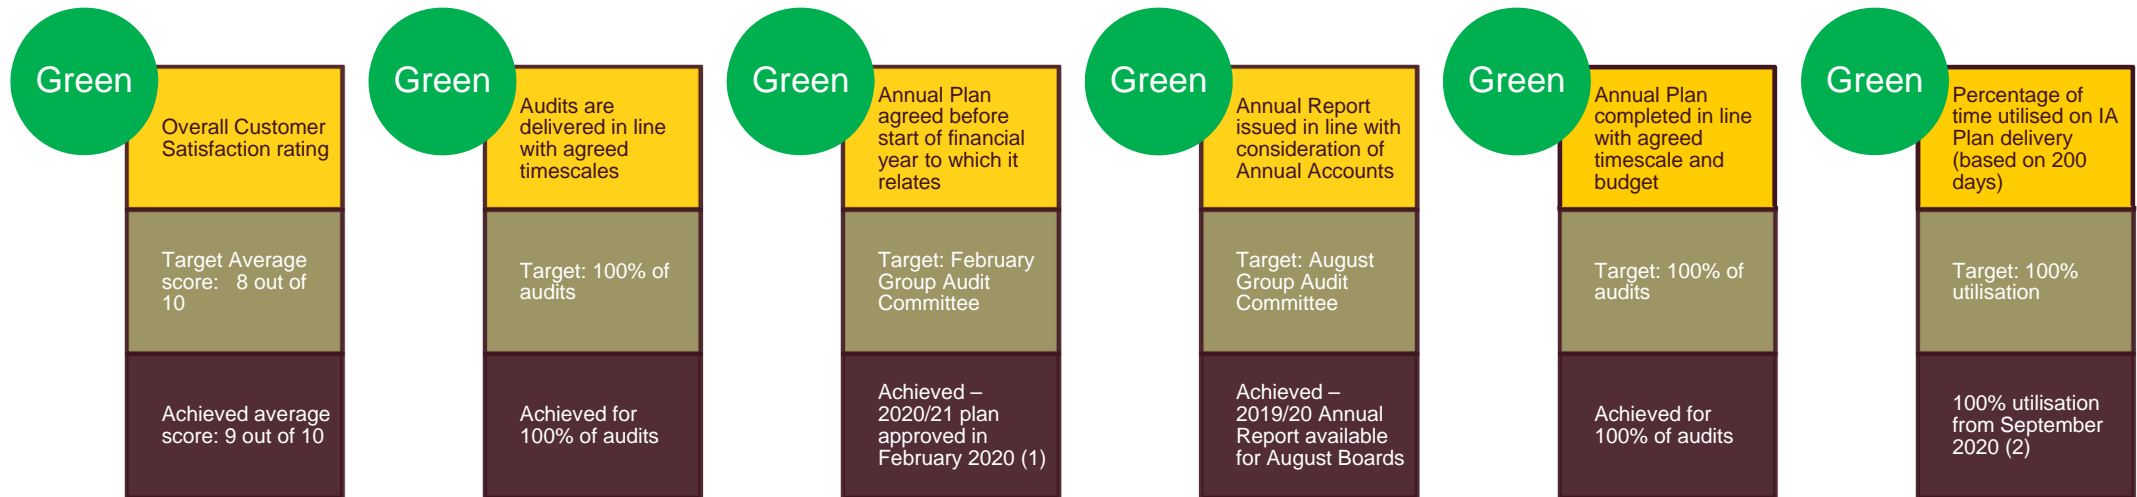 Green
Overall Customer
Satisfaction rating
Target Average
score:   8 out of
10
Achieved average
score: 9 out of 10
Green
Audits are
delivered in line
with agreed
timescales
Target: 100% of
audits
Achieved for
100% of audits
Green
Annual Plan
agreed before
start of financial
year to which it
relates
Target: February
Group Audit
Committee
Achieved –
2020/21 plan
approved in
February 2020 (1)
Green
Annual Report
issued in line with
consideration of
Annual Accounts
Target: August
Group Audit
Committee
Achieved –
2019/20 Annual
Report available
for August Boards
Green
Annual Plan
completed in line
with agreed
timescale and
budget
Target: 100% of
audits
Achieved for
100% of audits
Green
Percentage of
time utilised on IA
Plan delivery
(based on 200
days)
Target: 100%
utilisation
100% utilisation
from September
2020 (2)